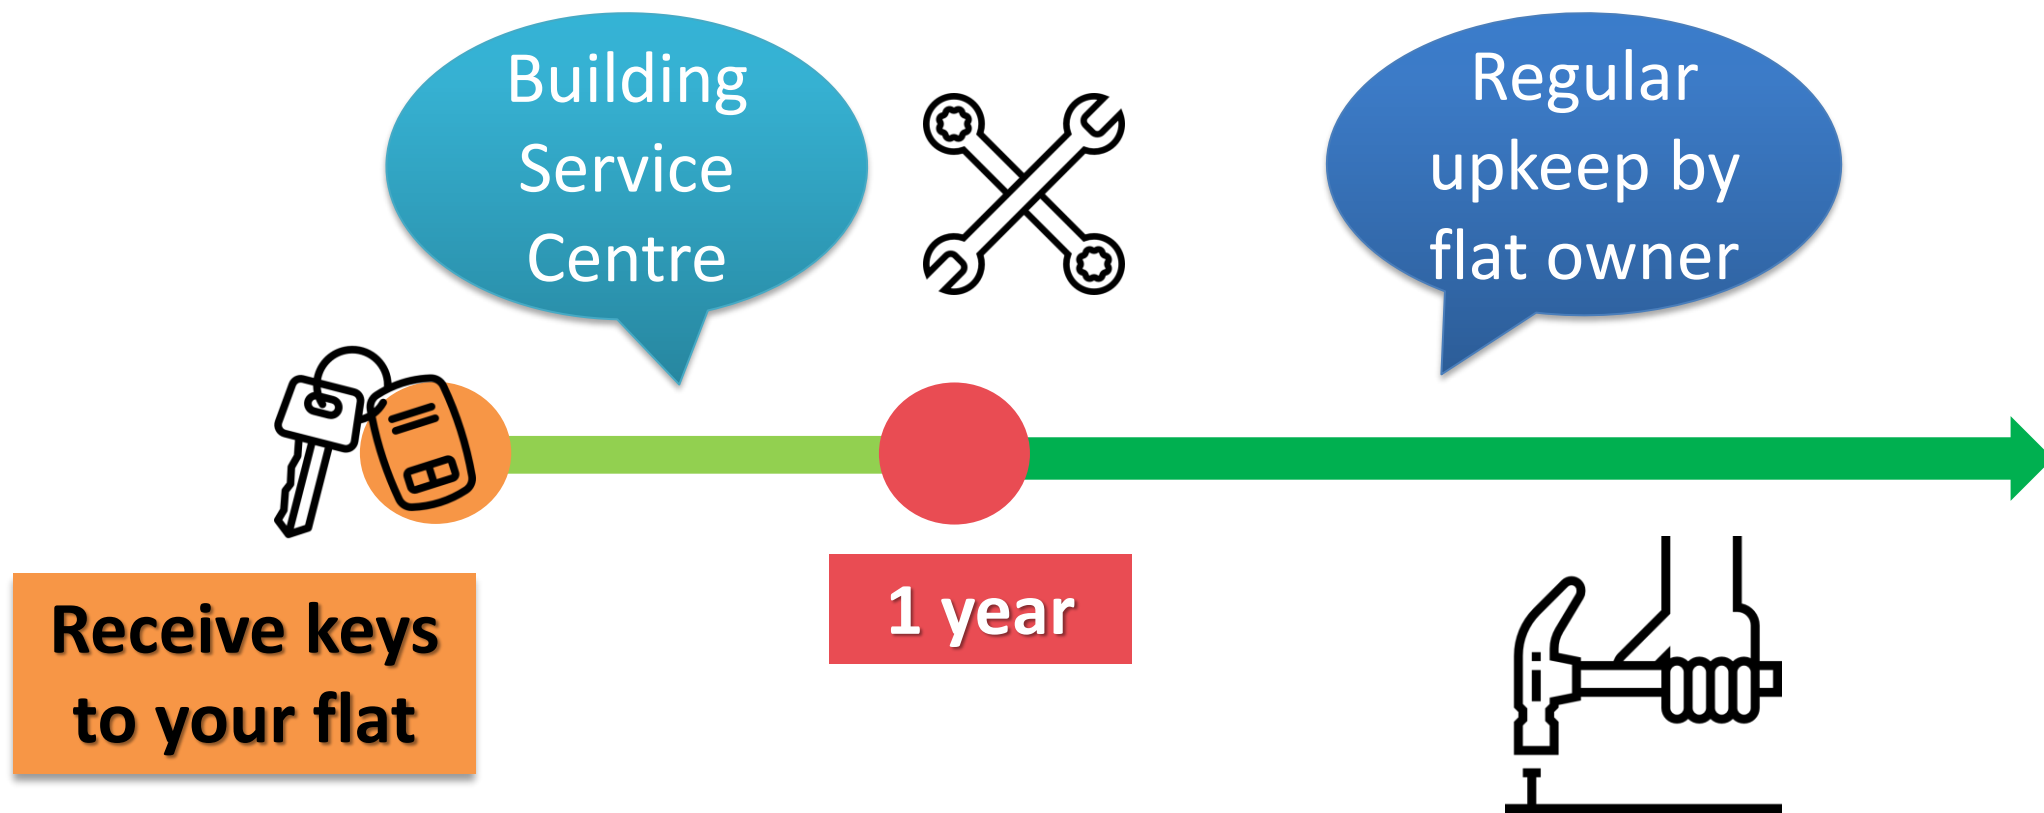 Building
Service
Centre
Regular
upkeep by
flat owner
Receive keys
to your flat
1 year